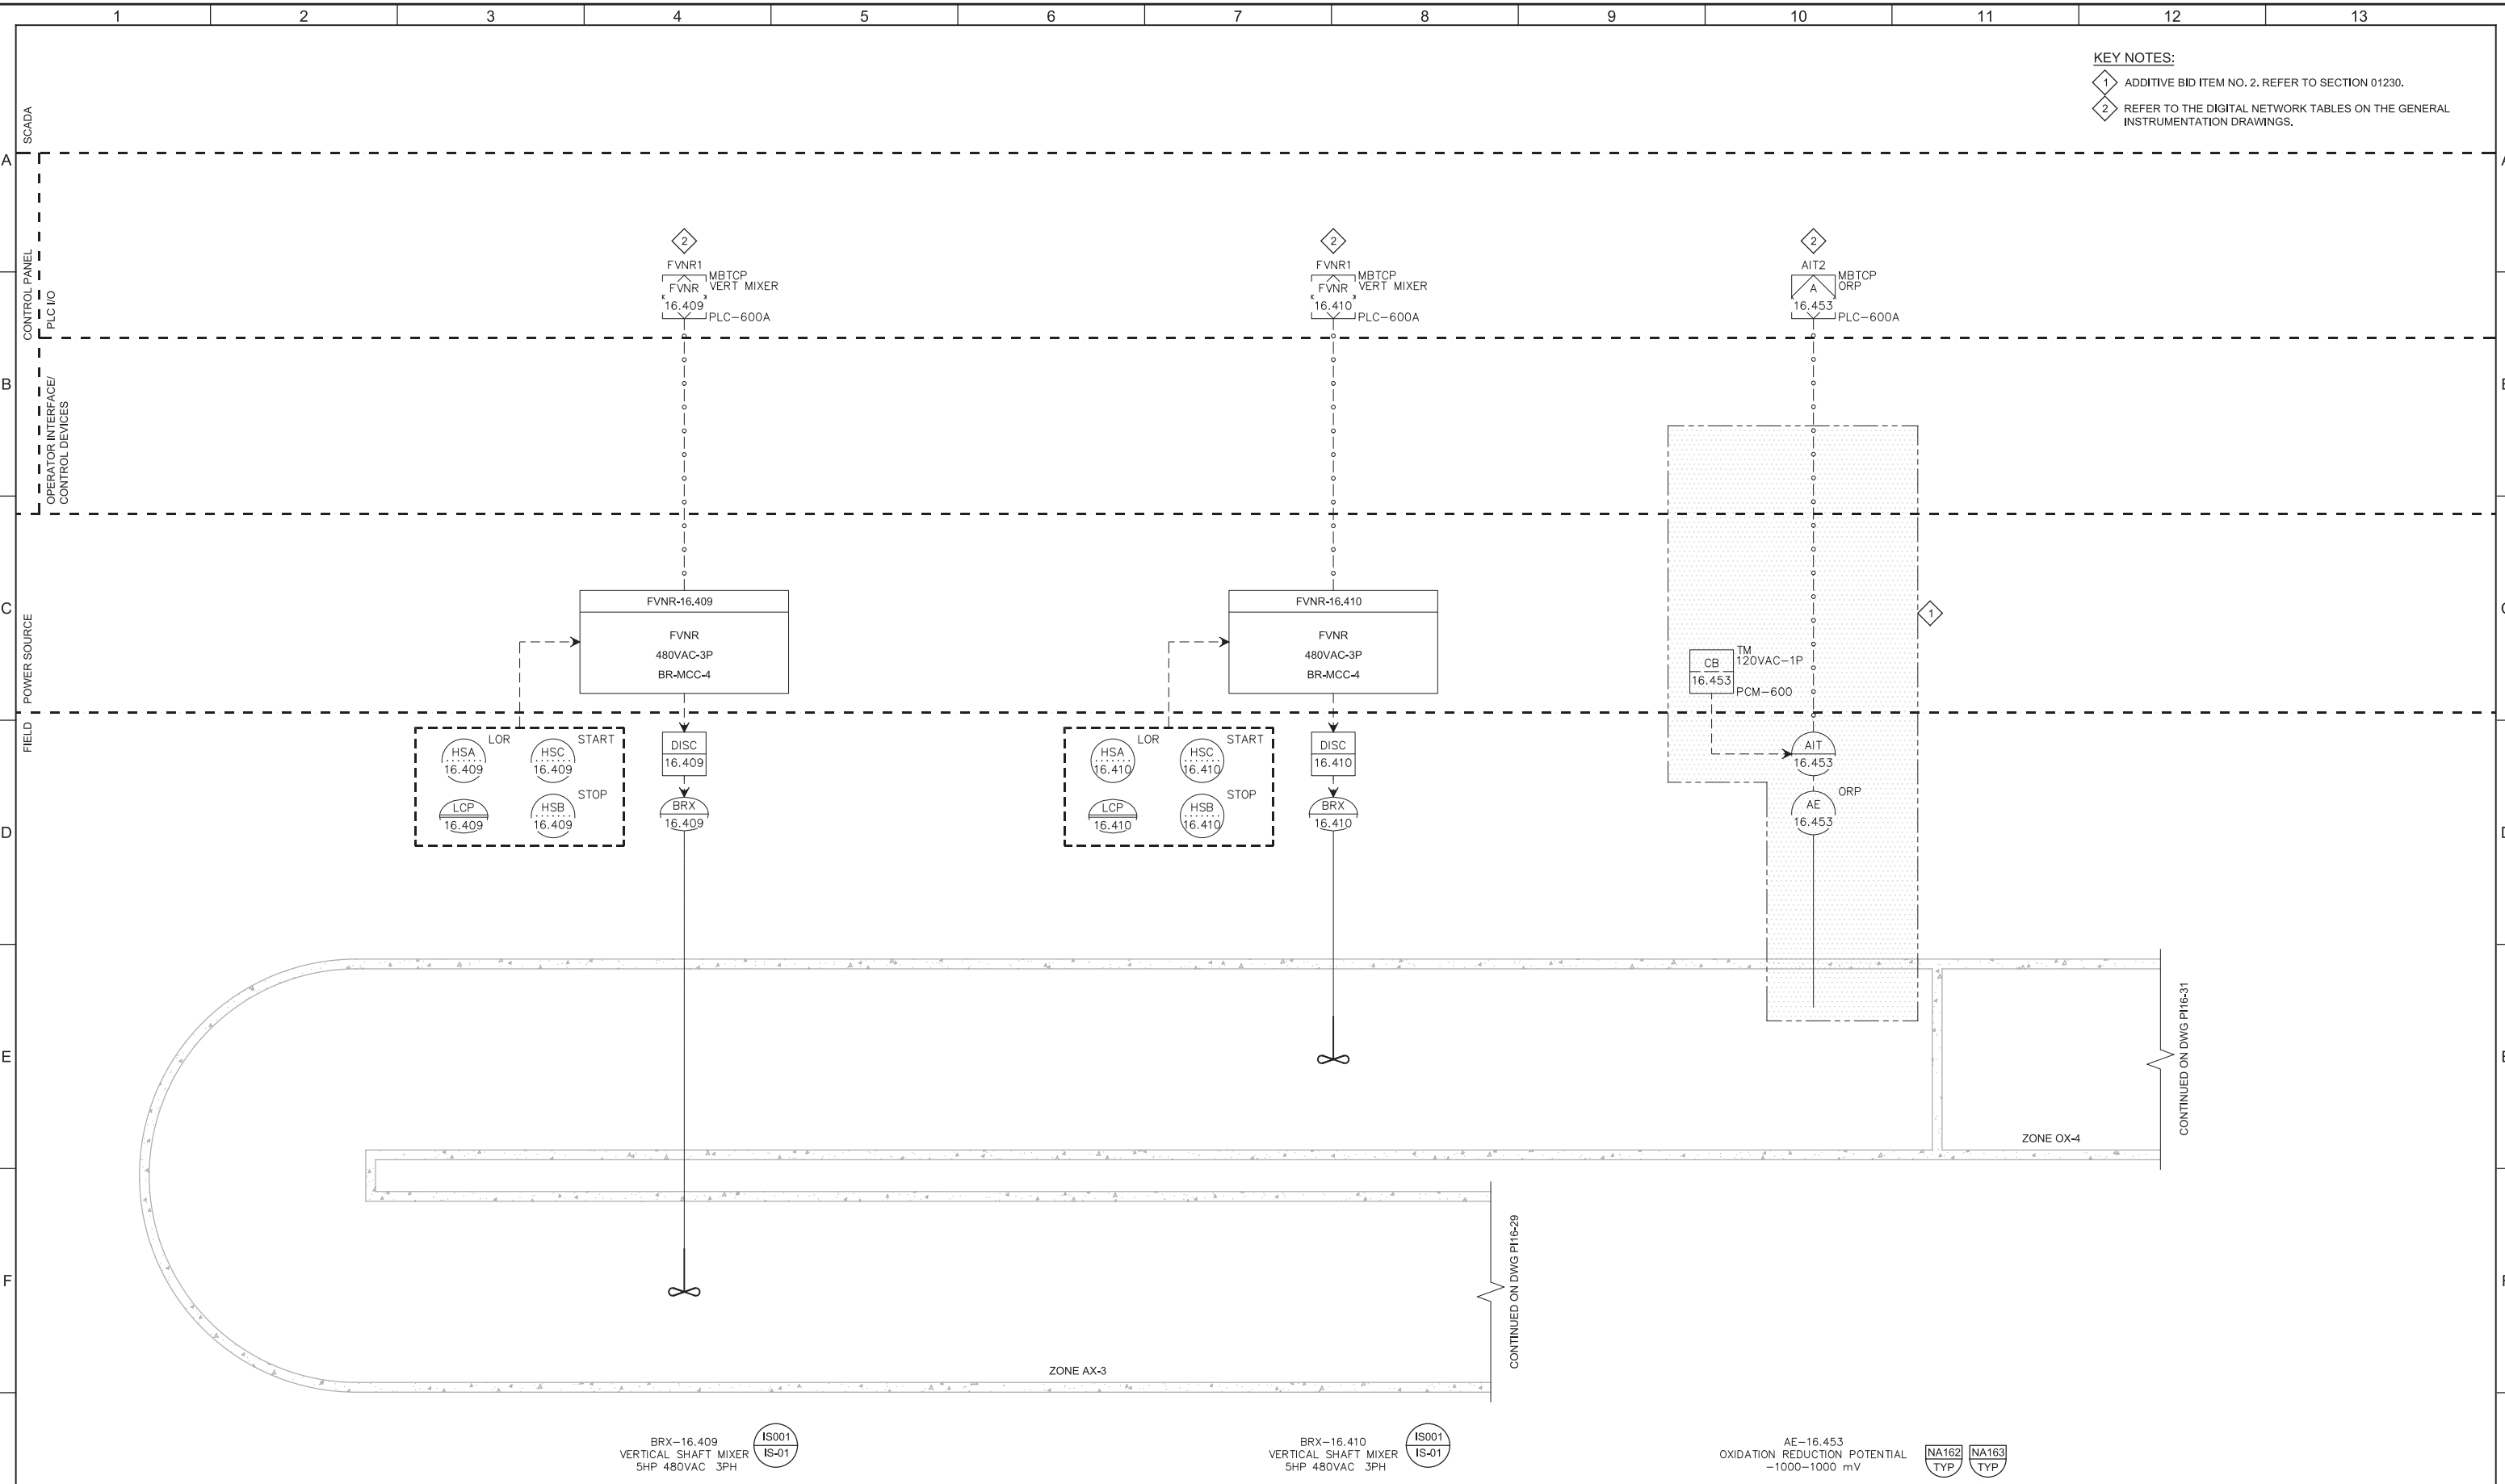 1 2 3 4 5 6 7 8 9 10 11 12 13
KEY NOTES:
1 ADDITIVE BID ITEM NO. 2. REFER TO SECTION 01230.
2 REFER TO THE DIGITAL NETWORK TABLES ON THE GENERAL
INSTRUMENTATION DRAWINGS.
A
B
C
D
E
F
SCADA
CONTROL PANEL
PLC I/O
OPERATOR INTERFACE/
CONTROL DEVICES
POWER SOURCE
FIELD
2
FVNR1
MBTCP
VERT MIXER
FVNR
16.409
PLC-600A
2
FVNR1
MBTCP
VERT MIXER
FVNR
16.410
PLC-600A
2
AIT2
MBTCP
ORP
A
16.453
PLC-600A
FVNR-16.409
FVNR
480VAC-3P
BR-MCC-4
FVNR-16.410
FVNR
480VAC-3P
BR-MCC-4
1
CB
16.453
TM
120VAC-1P
PCM-600
HSA
16.409
LOR
HSC
16.409
START
LCP
16.409
HSB
16.409
STOP
DISC
16.409
BRX
16.409
HSA
16.410
LOR
HSC
16.410
START
LCP
16.410
HSB
16.410
STOP
DISC
16.410
BRX
16.410
AIT
16.453
AE
16.453
ORP
ZONE OX-4
CONTINUED ON DWG PI16-31
CONTINUED ON DWG PI16-29
ZONE AX-3
BRX-16.409
VERTICAL SHAFT MIXER
5HP 480VAC 3PH
IS001
IS-01
BRX-16.410
VERTICAL SHAFT MIXER
5HP 480VAC 3PH
IS001
IS-01
AE-16.453
OXIDATION REDUCTION POTENTIAL
-1000-1000 mV
NA162
TYP
NA163
TYP